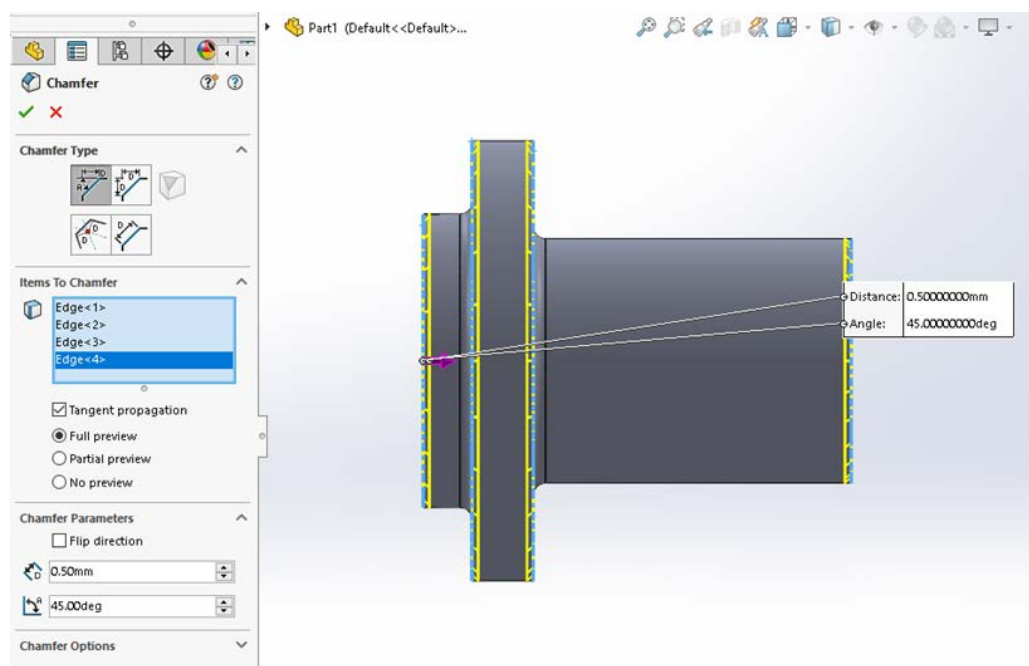 Part1 (Default<<Default>...
Chamfer
Chamfer Type
Items To Chamfer
Edge<1>
Edge<2>
Edge<3>
Edge<4>
Tangent propagation
Full preview
Partial preview
No preview
Chamfer Parameters
Flip direction
0.50mm
45.00deg
Chamfer Options
Distance: 0.50000000mm
Angle: 45.00000000deg